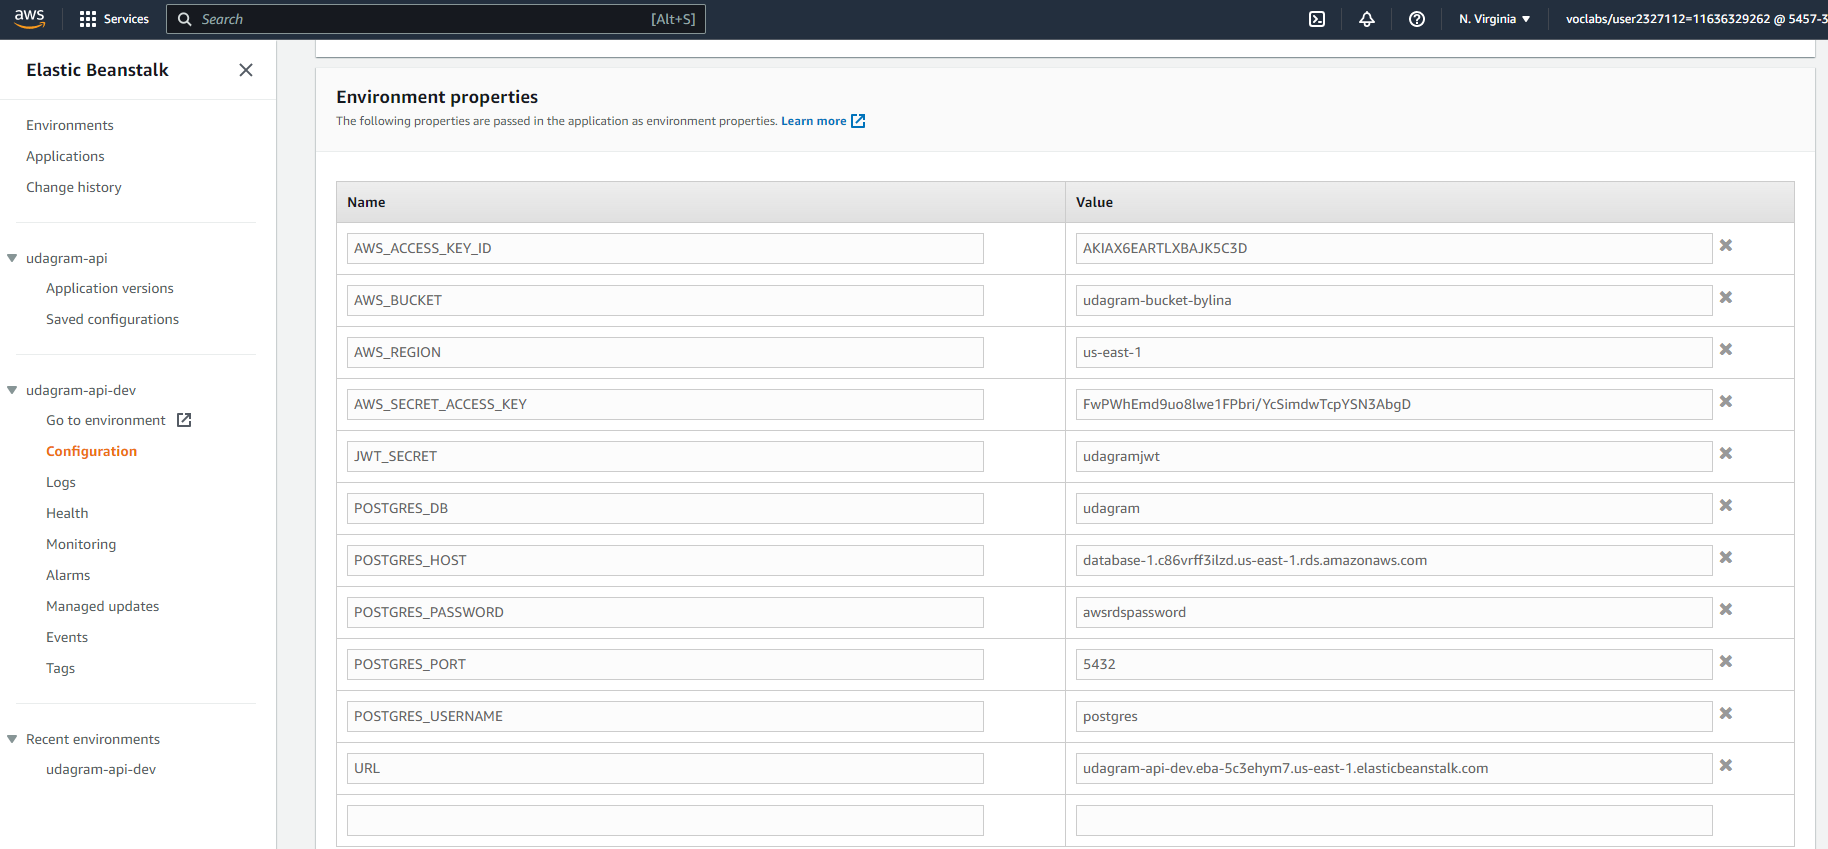 aws Services Search [Alt+S] N. Virginia voclabs/user2327112=11636329262 @ 5457-3
Elastic Beanstalk
Environments
Applications
Change history
udagram-api
Application versions
Saved configurations
udagram-api-dev
Go to environment
Configuration
Logs
Health
Monitoring
Alarms
Managed updates
Events
Tags
Recent environments
udagram-api-dev
Environment properties
The following properties are passed in the application as environment properties. Learn more
Name Value
AWS_ACCESS_KEY_ID AKIAX6EARTLXBAJK5C3D
AWS_BUCKET udagram-bucket-bylina
AWS_REGION us-east-1
AWS_SECRET_ACCESS_KEY FwPWhEmd9uo8lwe1FPbri/YcSimdwTcpYSN3AbgD
JWT_SECRET udagramjwt
POSTGRES_DB udagram
POSTGRES_HOST database-1.c86vrff3ilzd.us-east-1.rds.amazonaws.com
POSTGRES_PASSWORD awsrdspassword
POSTGRES_PORT 5432
POSTGRES_USERNAME postgres
URL udagram-api-dev.eba-5c3ehym7.us-east-1.elasticbeanstalk.com